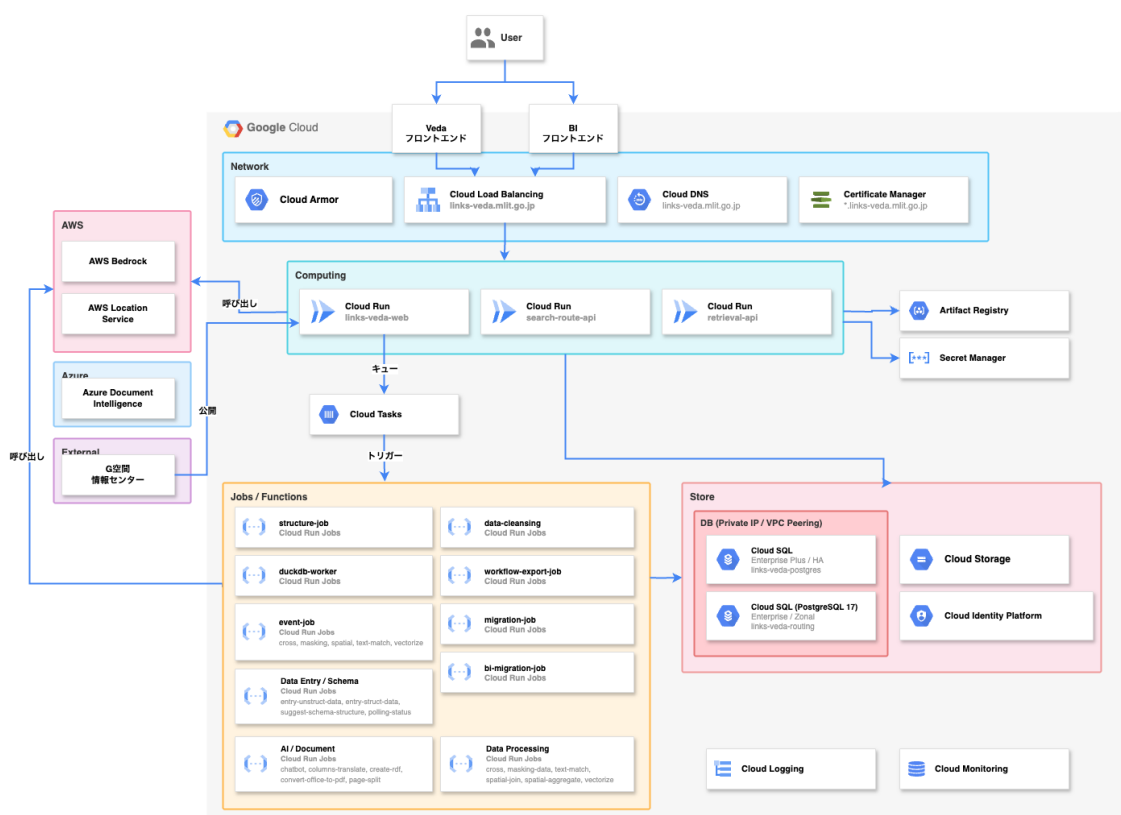 User
Google Cloud
Veda
フロントエンド
BI
フロントエンド
Network
Cloud Armor
Cloud Load Balancing
links-veda.mlit.go.jp
Cloud DNS
links-veda.mlit.go.jp
Certificate Manager
*.links-veda.mlit.go.jp
AWS
AWS Bedrock
AWS Location
Service
呼び出し
Computing
Cloud Run
links-veda-web
Cloud Run
search-route-api
Cloud Run
retrieval-api
Artifact Registry
Secret Manager
Azure
Azure Document
Intelligence
キュー
公開
Cloud Tasks
External
G空間
情報センター
呼び出し
トリガー
Jobs / Functions
structure-job
Cloud Run Jobs
data-cleansing
Cloud Run Jobs
duckdb-worker
Cloud Run Jobs
workflow-export-job
Cloud Run Jobs
event-job
Cloud Run Jobs
cross, masking, spatial, text-match, vectorize
migration-job
Cloud Run Jobs
bi-migration-job
Cloud Run Jobs
Data Entry / Schema
Cloud Run Jobs
entry-unstruct-data, entry-struct-data,
suggest-schema-structure, polling-status
AI / Document
Cloud Run Jobs
chatbot, columns-translate, create-rdf,
convert-office-to-pdf, page-split
Data Processing
Cloud Run Jobs
cross, masking-data, text-match,
spatial-join, spatial-aggregate, vectorize
Store
DB (Private IP / VPC Peering)
Cloud SQL
Enterprise Plus / HA
links-veda-postgres
Cloud SQL (PostgreSQL 17)
Enterprise / Zonal
links-veda-routing
Cloud Storage
Cloud Identity Platform
Cloud Logging
Cloud Monitoring